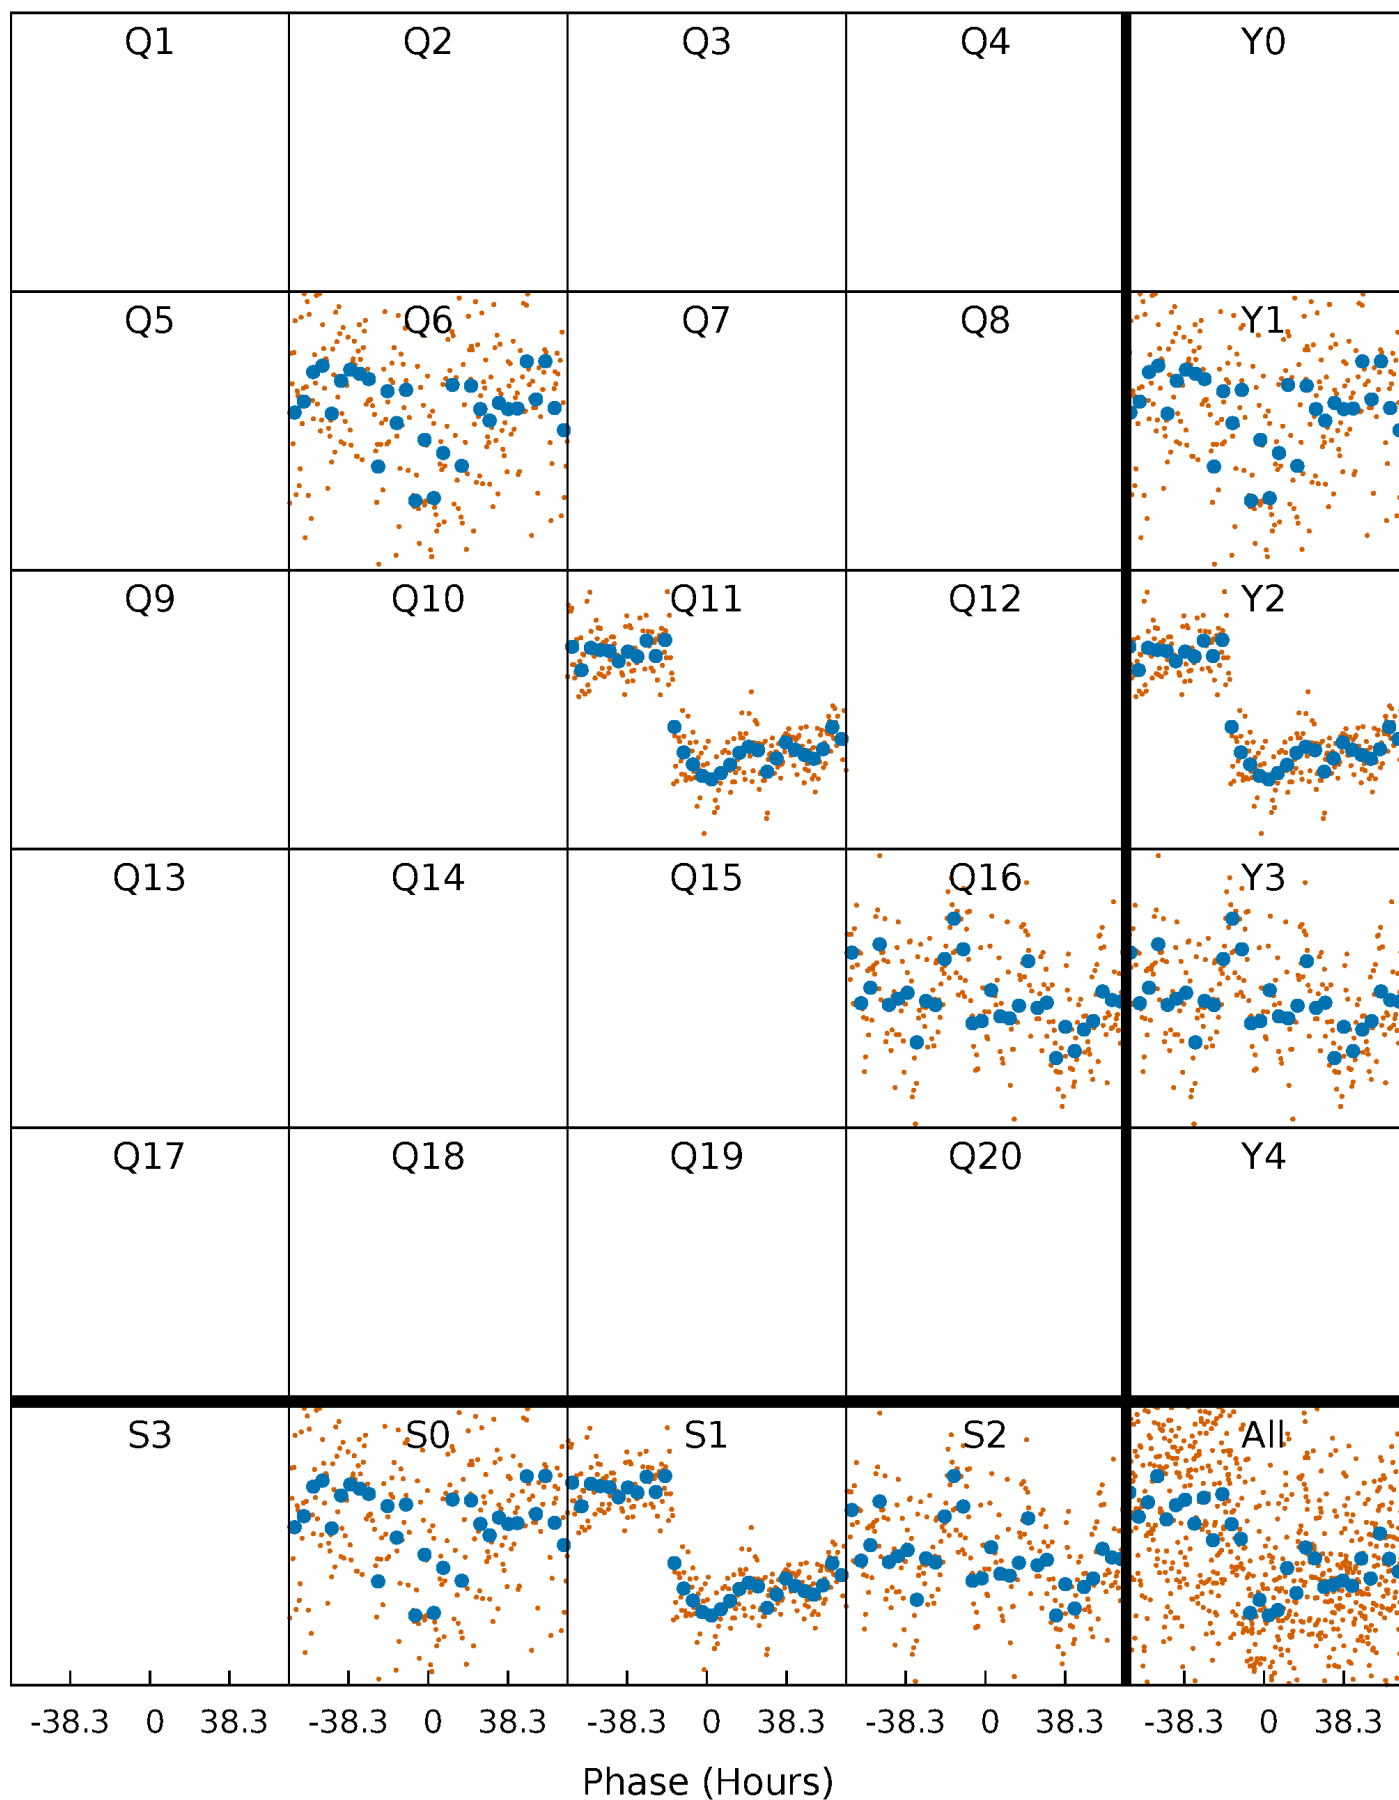 Q1 Q2 Q3 Q4 Y0
Q5 Q6 Q7 Q8 Y1
Q9 Q10 Q11 Q12 Y2
Q13 Q14 Q15 Q16 Y3
Q17 Q18 Q19 Q20 Y4
S3 S0 S1 S2 All
-38.3 0 38.3 -38.3 0 38.3 -38.3 0 38.3 -38.3 0 38.3 -38.3 0 38.3
Phase (Hours)